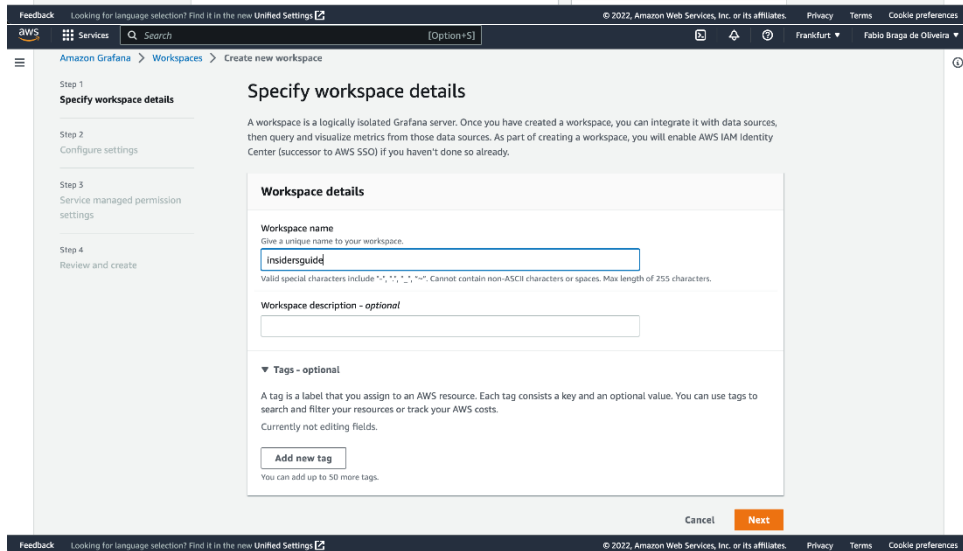 Feedback Looking for language selection? Find it in the new Unified Settings © 2022, Amazon Web Services, Inc. or its affiliates. Privacy Terms Cookie preferences
aws Services Search [Option+S] Frankfurt Fabio Braga de Oliveira
Amazon Grafana > Workspaces > Create new workspace
Step 1
Specify workspace details
Step 2
Configure settings
Step 3
Service managed permission
settings
Step 4
Review and create
Specify workspace details
A workspace is a logically isolated Grafana server. Once you have created a workspace, you can integrate it with data sources,
then query and visualize metrics from those data sources. As part of creating a workspace, you will enable AWS IAM Identity
Center (successor to AWS SSO) if you haven't done so already.
Workspace details
Workspace name
Give a unique name to your workspace.
insidersguide
Valid special characters include "-", ".", "_", "~". Cannot contain non-ASCII characters or spaces. Max length of 255 characters.
Workspace description - optional
Tags - optional
A tag is a label that you assign to an AWS resource. Each tag consists a key and an optional value. You can use tags to
search and filter your resources or track your AWS costs.
Currently not editing fields.
Add new tag
You can add up to 50 more tags.
Cancel Next
Feedback Looking for language selection? Find it in the new Unified Settings © 2022, Amazon Web Services, Inc. or its affiliates. Privacy Terms Cookie preferences